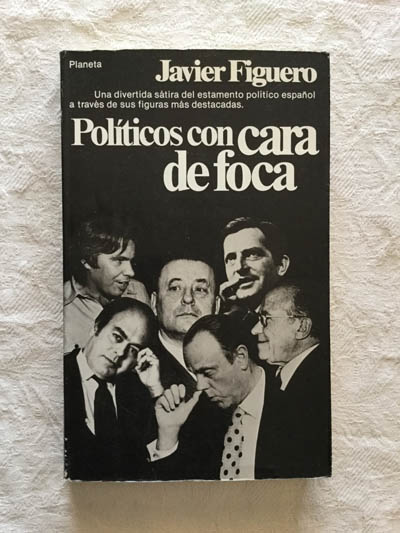 Planeta
Javier Figuero
Una divertida sátira del estamento político español
a través de sus figuras más destacadas.
Políticos con cara
de foca